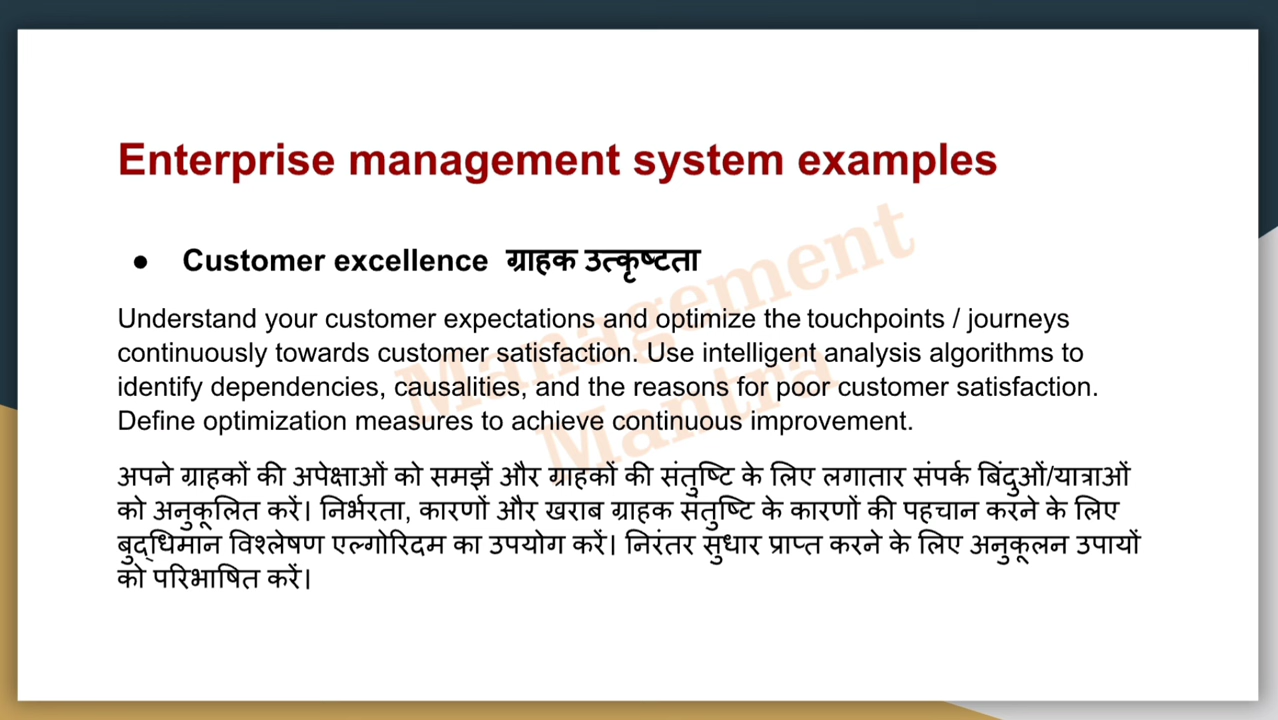 Enterprise management system examples
● Customer excellence ग्राहक उत्कृष्टता
Understand your customer expectations and optimize the touchpoints / journeys
continuously towards customer satisfaction. Use intelligent analysis algorithms to
identify dependencies, causalities, and the reasons for poor customer satisfaction.
Define optimization measures to achieve continuous improvement.
अपने ग्राहकों की अपेक्षाओं को समझें और ग्राहकों की संतुष्टि के लिए लगातार संपर्क बिंदुओं/यात्राओं
को अनुकूलित करें। निर्भरता, कारणों और खराब ग्राहक संतुष्टि के कारणों की पहचान करने के लिए
बुद्धिमान विश्लेषण एल्गोरिदम का उपयोग करें। निरंतर सुधार प्राप्त करने के लिए अनुकूलन उपायों
को परिभाषित करें।
Management
Mantra